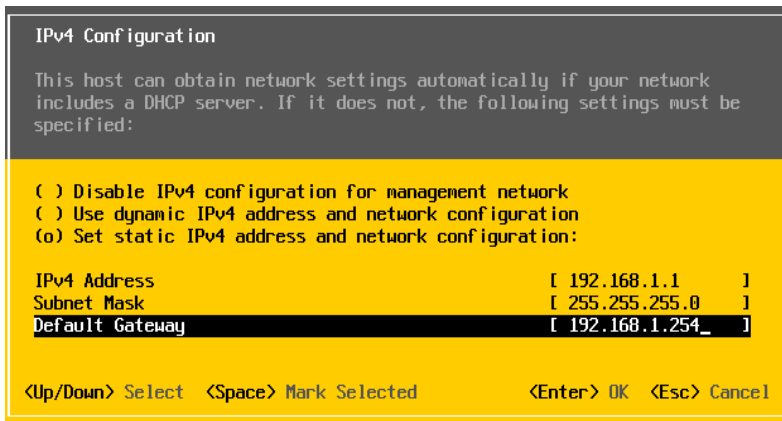 IPv4 Configuration
This host can obtain network settings automatically if your network
includes a DHCP server. If it does not, the following settings must be
specified:
( ) Disable IPv4 configuration for management network
( ) Use dynamic IPv4 address and network configuration
(o) Set static IPv4 address and network configuration:
IPv4 Address [ 192.168.1.1 ]
Subnet Mask [ 255.255.255.0 ]
Default Gateway [ 192.168.1.254_ ]
<Up/Down> Select <Space> Mark Selected <Enter> OK <Esc> Cancel